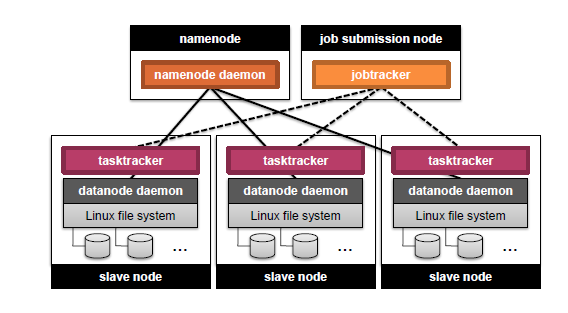 namenode
job submission node
namenode daemon
jobtracker
tasktracker
tasktracker
tasktracker
datanode daemon
datanode daemon
datanode daemon
Linux file system
Linux file system
Linux file system
...
...
...
slave node
slave node
slave node